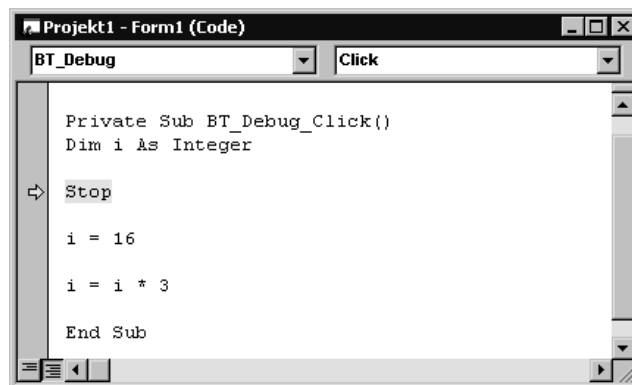 Projekt1 - Form1 (Code)
BT_Debug Click
Private Sub BT_Debug_Click()
Dim i As Integer
Stop
i = 16
i = i * 3
End Sub